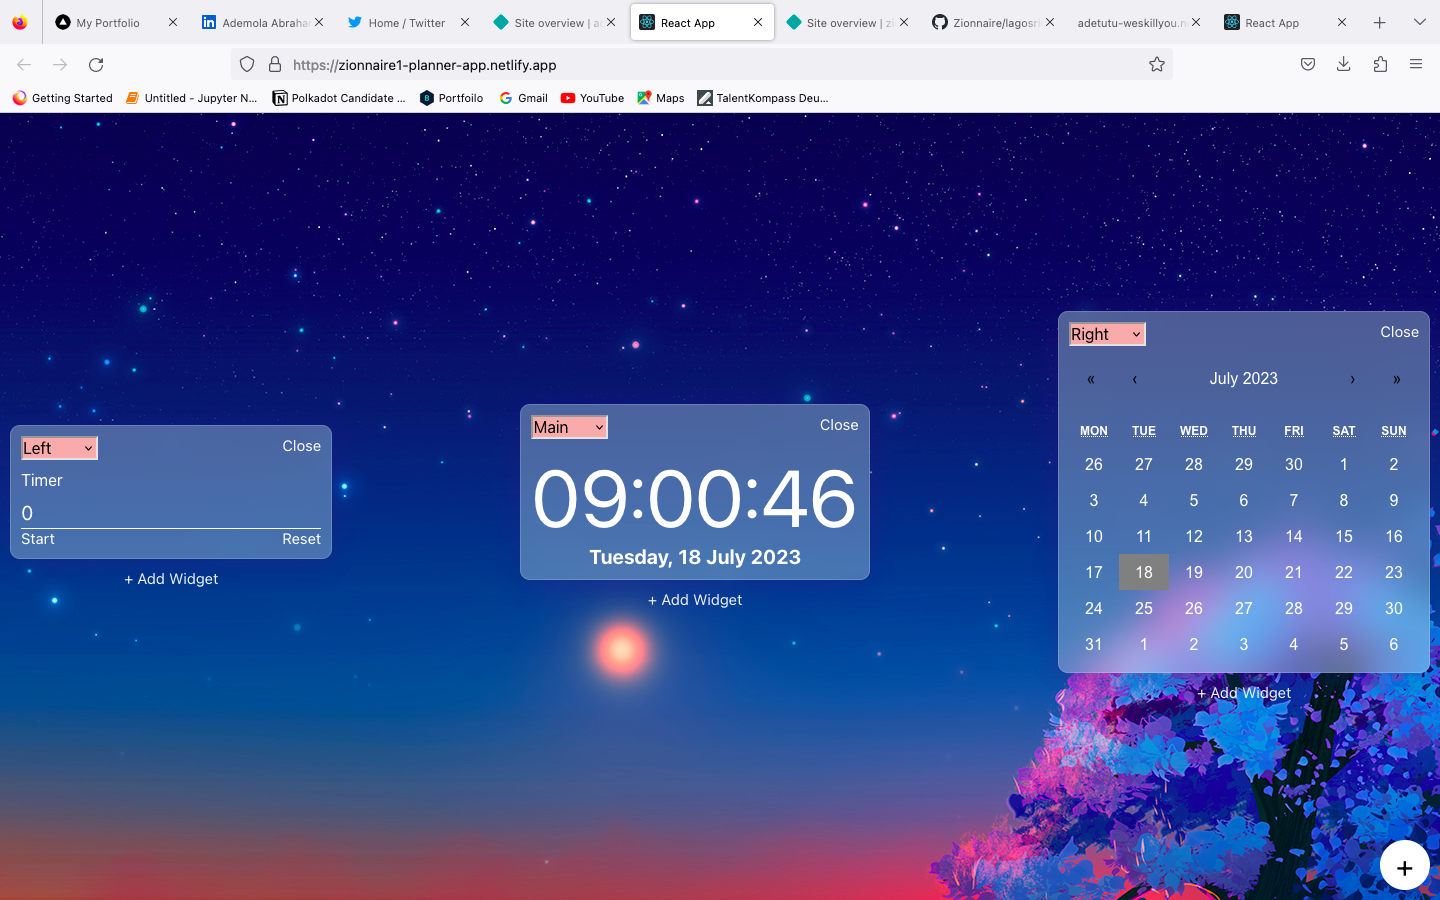 My Portfolio
Ademola Abraha
Home / Twitter
Site overview | a
React App
Site overview | z
Zionnaire/lagosri
adetutu-weskillyou.n
React App
https://zionnaire1-planner-app.netlify.app
Getting Started
Untitled - Jupyter N...
Polkadot Candidate ...
Portfoilo
Gmail
YouTube
Maps
TalentKompass Deu...
Left
Close
Timer
0
Start
Reset
+ Add Widget
Main
Close
09:00:46
Tuesday, 18 July 2023
+ Add Widget
Right
Close
« ‹ July 2023 › »
MON TUE WED THU FRI SAT SUN
26 27 28 29 30 1 2
3 4 5 6 7 8 9
10 11 12 13 14 15 16
17 18 19 20 21 22 23
24 25 26 27 28 29 30
31 1 2 3 4 5 6
+ Add Widget
+